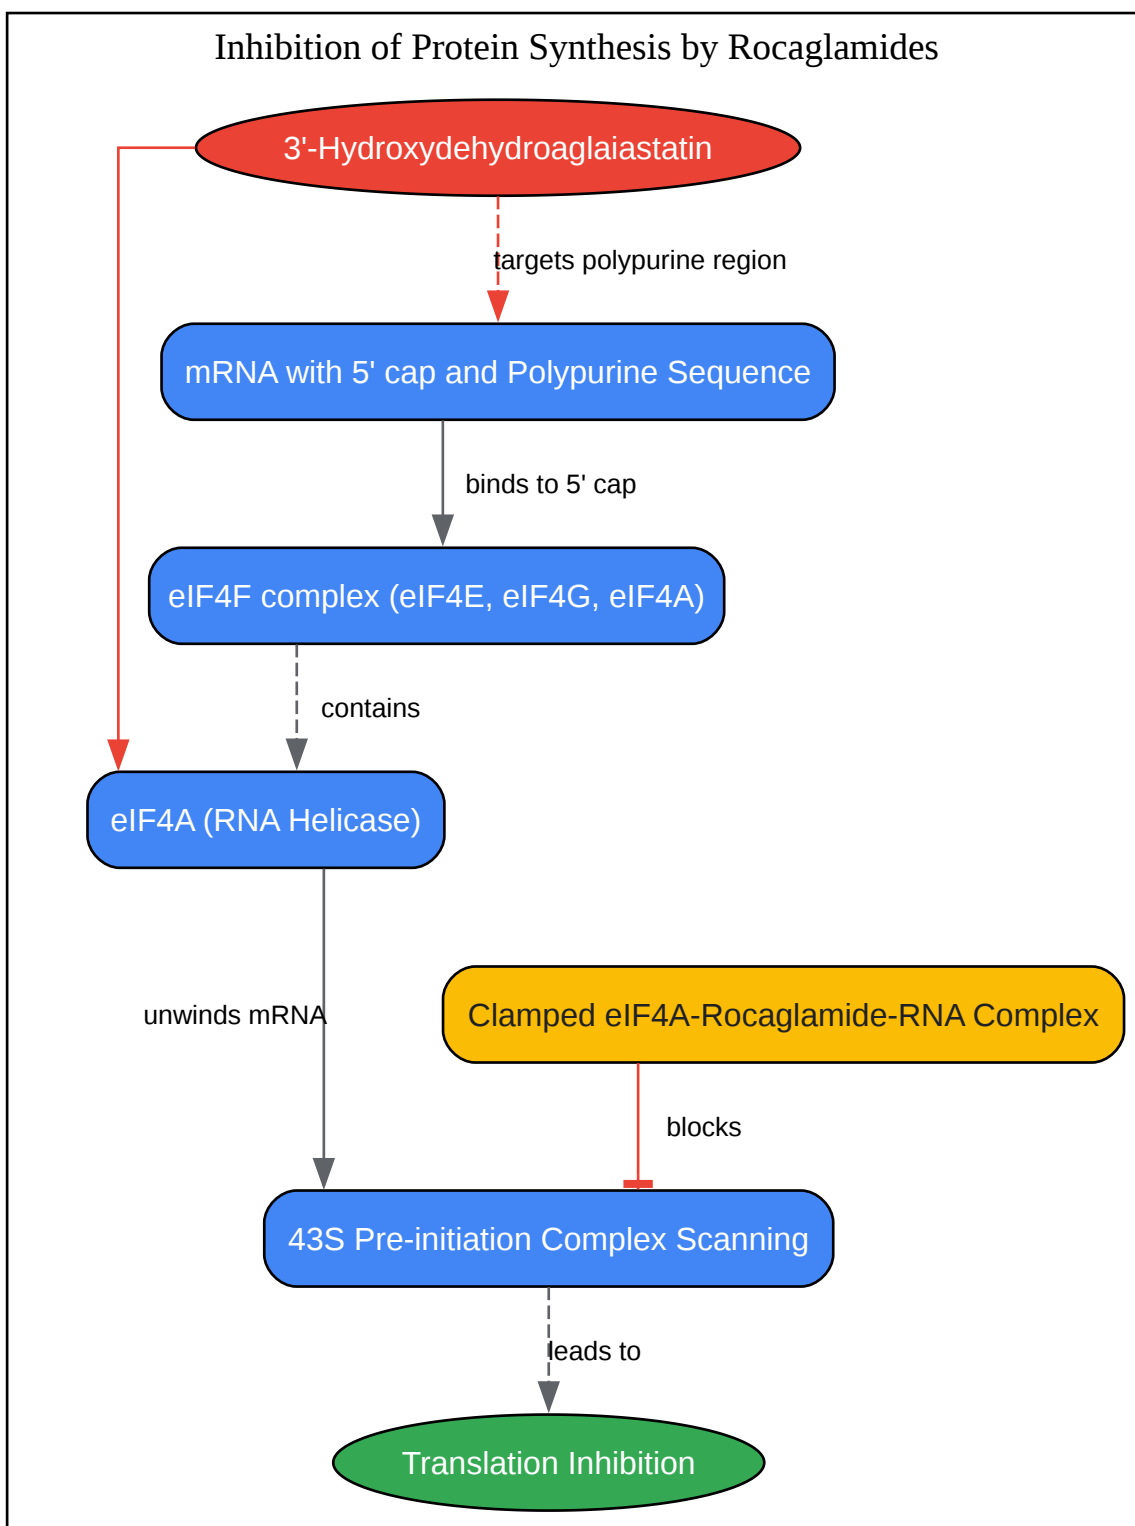 Inhibition of Protein Synthesis by Rocaglamides
3'-Hydroxydehydroaglaiastatin
targets polypurine region
mRNA with 5' cap and Polypurine Sequence
binds to 5' cap
eIF4F complex (eIF4E, eIF4G, eIF4A)
contains
eIF4A (RNA Helicase)
unwinds mRNA
Clamped eIF4A-Rocaglamide-RNA Complex
blocks
43S Pre-initiation Complex Scanning
leads to
Translation Inhibition